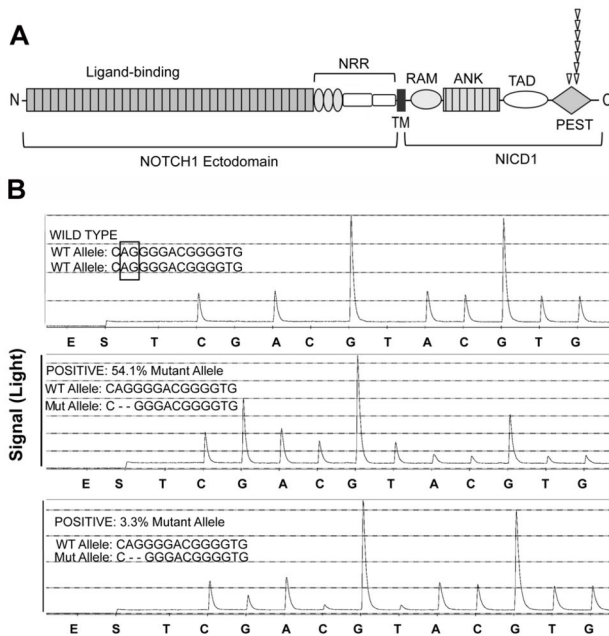 A
Ligand-binding
NRR
RAM
ANK
TAD
N
C
TM
PEST
NOTCH1 Ectodomain
NICD1
B
Signal (Light)
WILD TYPE
WT Allele: CAGGGGACGGGGTG
WT Allele: CAGGGGACGGGGTG
E S T C G A C G T A C G T G
POSITIVE: 54.1% Mutant Allele
WT Allele: CAGGGGACGGGGTG
Mut Allele: C - - GGGACGGGGTG
E S T C G A C G T A C G T G
POSITIVE: 3.3% Mutant Allele
WT Allele: CAGGGGACGGGGTG
Mut Allele: C - - GGGACGGGGTG
E S T C G A C G T A C G T G